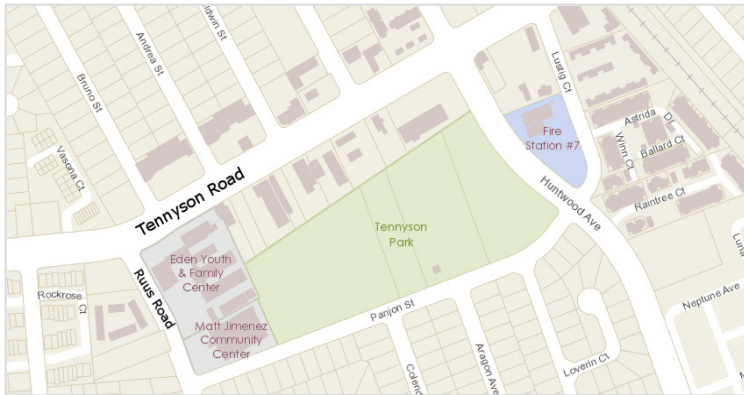 Bruno St
Andrea St
Vasona Ct
Tennyson Road
Lustig Ct
Fire
Station #7
Astrida
Dr
Winn Ct
Ballard Ct
Raintree Ct
Huntwood Ave
Tennyson
Park
Eden Youth
& Family
Center
Ruus Road
Rockrose
Ct
Matt Jimenez
Community
Center
Panjon St
Neptune Ave
Aragon Ave
Loverin Ct